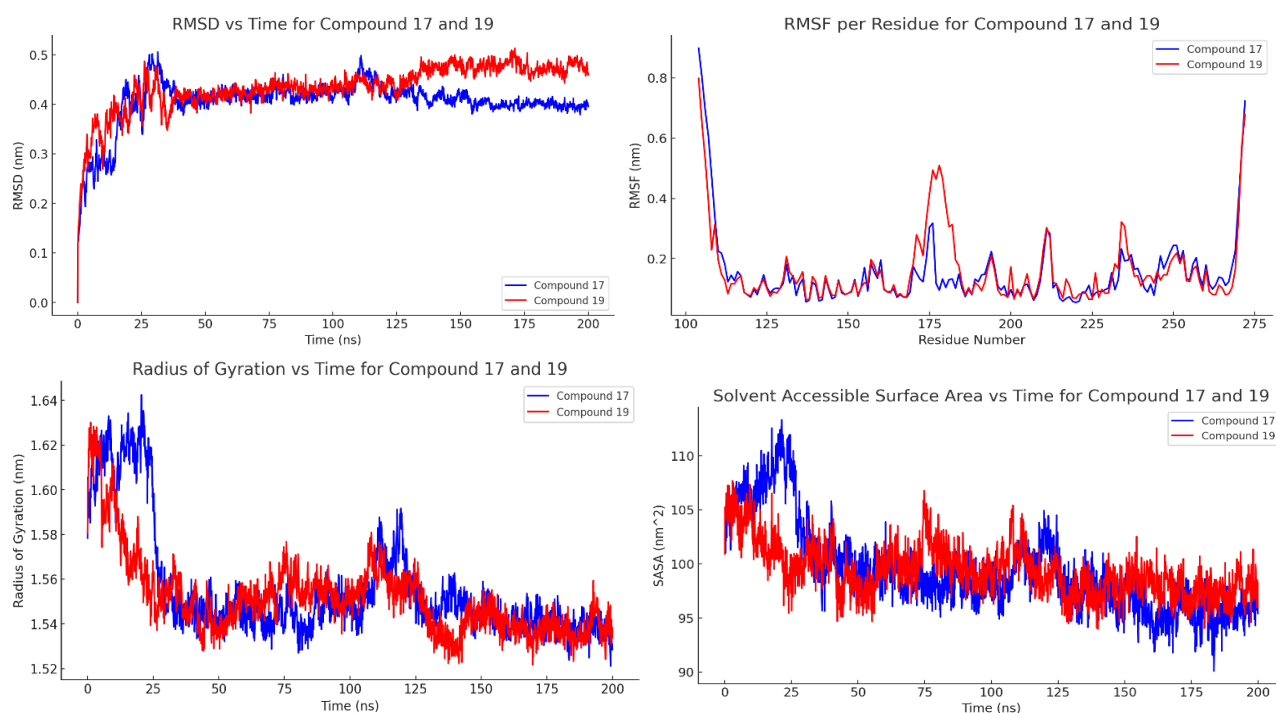 RMSD vs Time for Compound 17 and 19
RMSD (nm)
0.5
0.4
0.3
0.2
0.1
0.0
Compound 17
Compound 19
0
25
50
75
100
125
150
175
200
Time (ns)
RMSF per Residue for Compound 17 and 19
RMSF (nm)
0.8
0.6
0.4
0.2
Compound 17
Compound 19
100
125
150
175
200
225
250
275
Residue Number
Radius of Gyration vs Time for Compound 17 and 19
Radius of Gyration (nm)
1.64
1.62
1.60
1.58
1.56
1.54
1.52
Compound 17
Compound 19
0
25
50
75
100
125
150
175
200
Time (ns)
Solvent Accessible Surface Area vs Time for Compound 17 and 19
SASA (nm^2)
110
105
100
95
90
Compound 17
Compound 19
0
25
50
75
100
125
150
175
200
Time (ns)